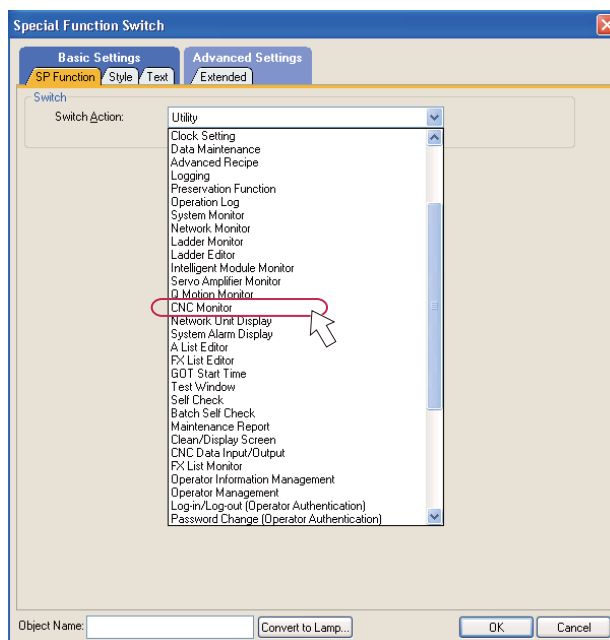 Special Function Switch
Basic Settings
Advanced Settings
SP Function
Style
Text
Extended
Switch
Switch Action:
Utility
Clock Setting
Data Maintenance
Advanced Recipe
Logging
Preservation Function
Operation Log
System Monitor
Network Monitor
Ladder Monitor
Ladder Editor
Intelligent Module Monitor
Servo Amplifier Monitor
Q Motion Monitor
CNC Monitor
Network Unit Display
System Alarm Display
A List Editor
FX List Editor
GOT Start Time
Test Window
Self Check
Batch Self Check
Maintenance Report
Clean/Display Screen
CNC Data Input/Output
FX List Monitor
Operator Information Management
Operator Management
Log-in/Log-out (Operator Authentication)
Password Change (Operator Authentication)
Object Name:
Convert to Lamp...
OK
Cancel